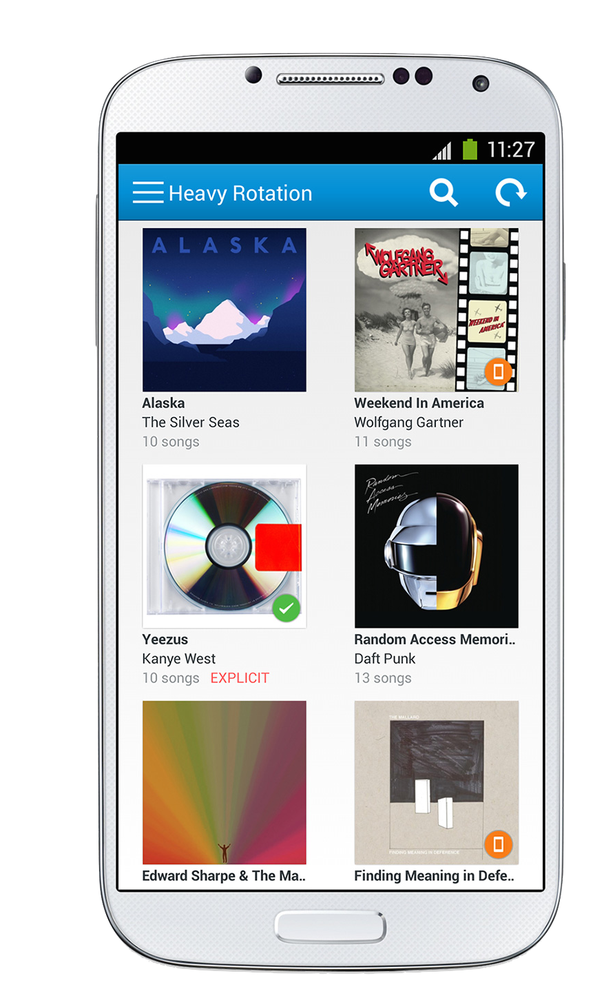 11:27
Heavy Rotation
ALASKA
Alaska
The Silver Seas
10 songs
WOLFGANG
GARTNER
WEEKEND IN
AMERICA
Weekend In America
Wolfgang Gartner
11 songs
Yeezus
Kanye West
10 songs EXPLICIT
Random
Access
Memories
Random Access Memori..
Daft Punk
13 songs
Edward Sharpe & The Ma..
THE MALLARD
FINDING MEANING IN DEFERENCE
Finding Meaning in Defe..